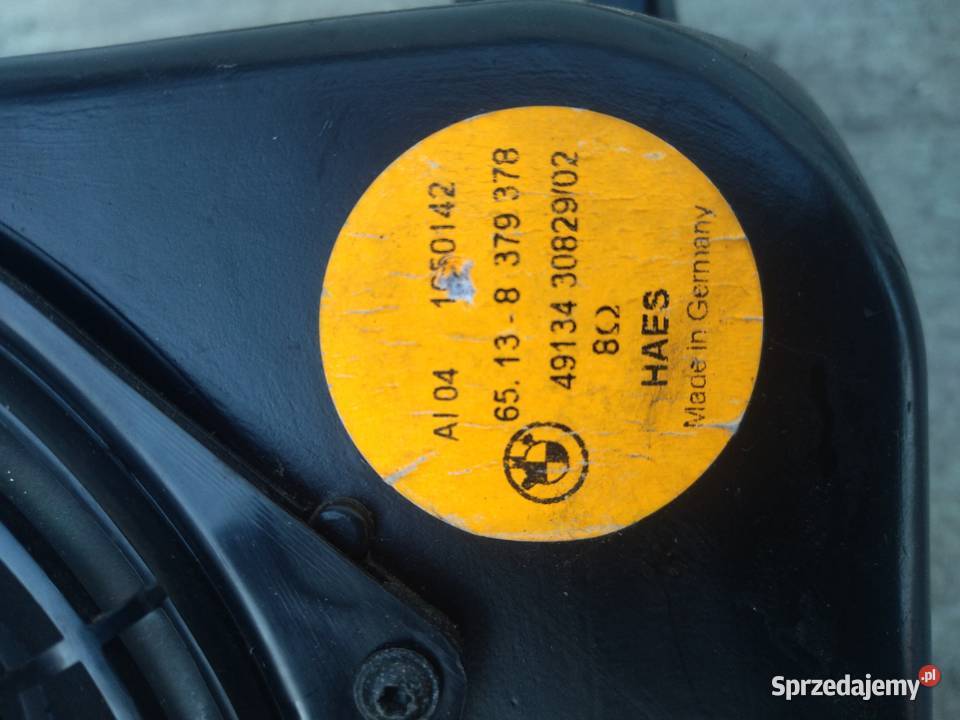 AI 04
65. 13 - 8 379 378
49134 30829/02
8Ω
HAES
Made in Germany
Sprzedajemy.pl